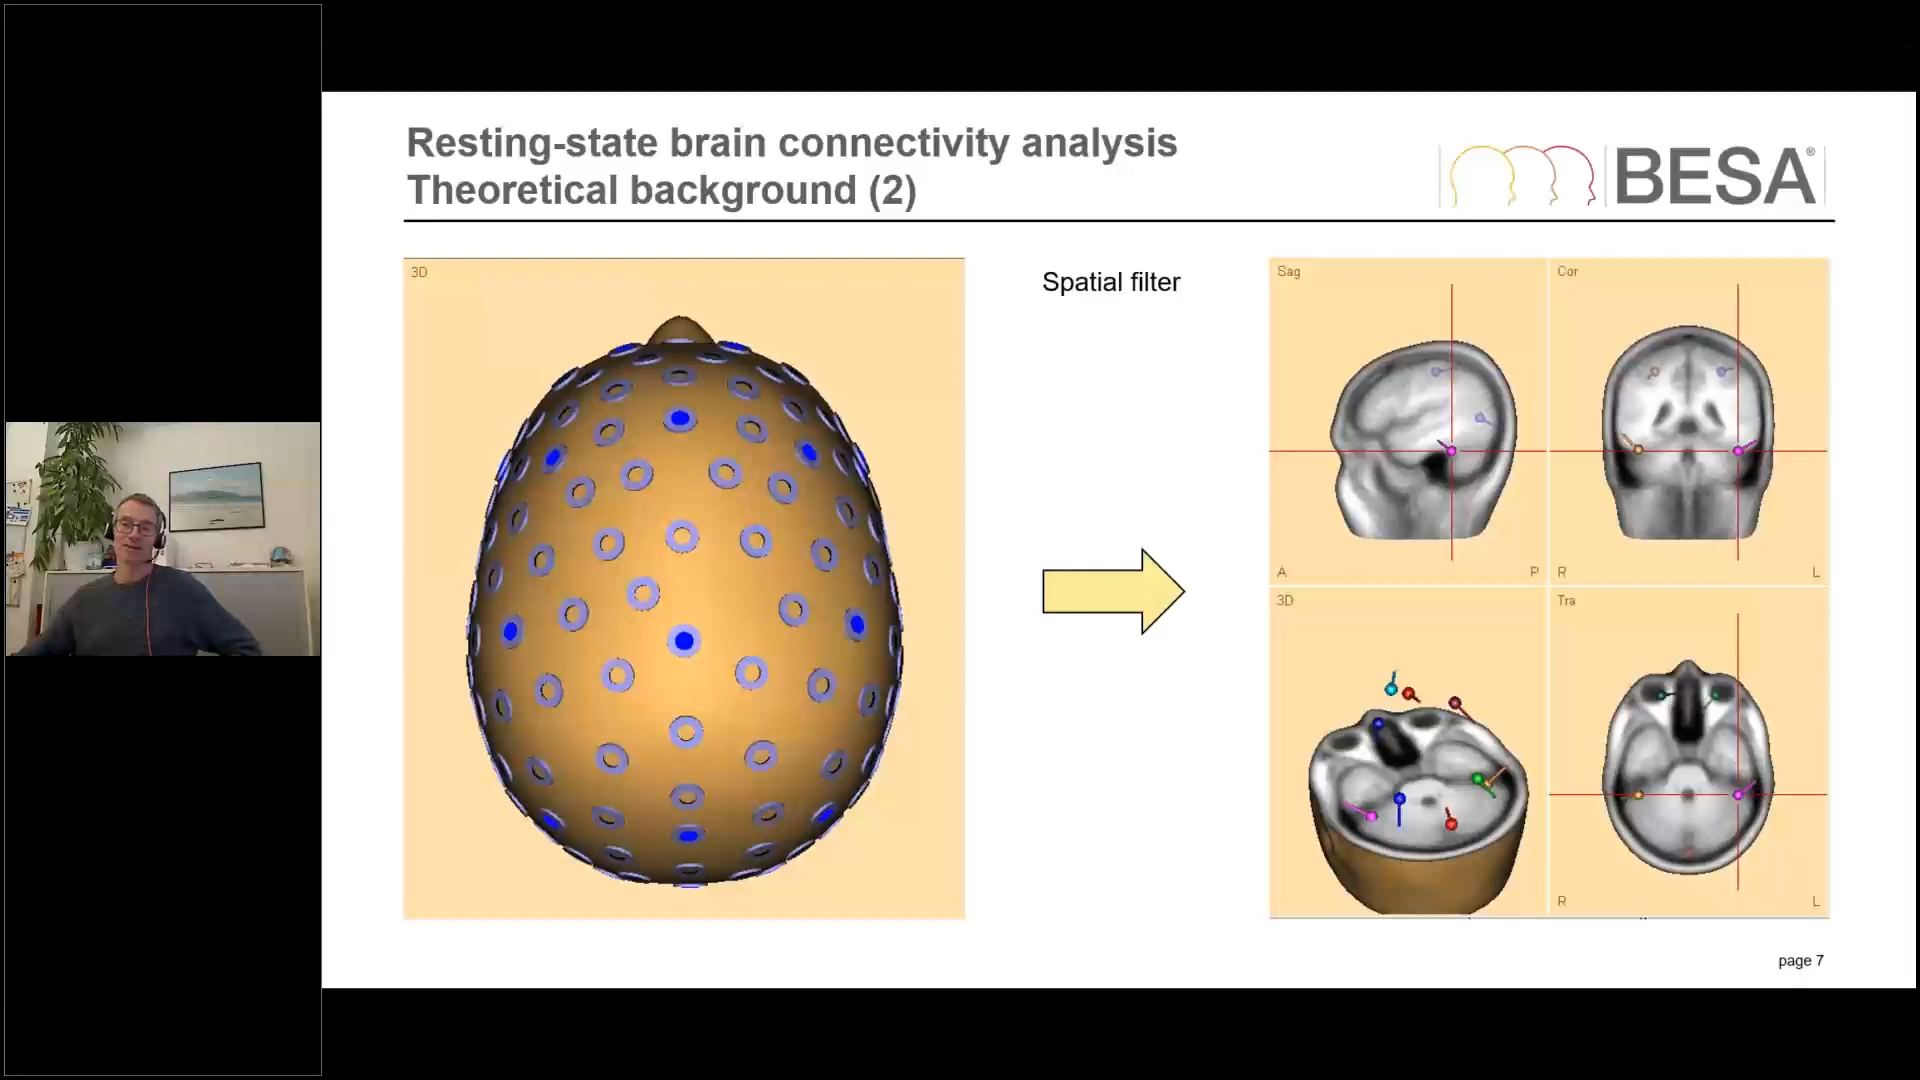 Resting-state brain connectivity analysis
Theoretical background (2)
BESA®
3D
Spatial filter
Sag
Cor
A
P
R
L
3D
Tra
R
L
page 7